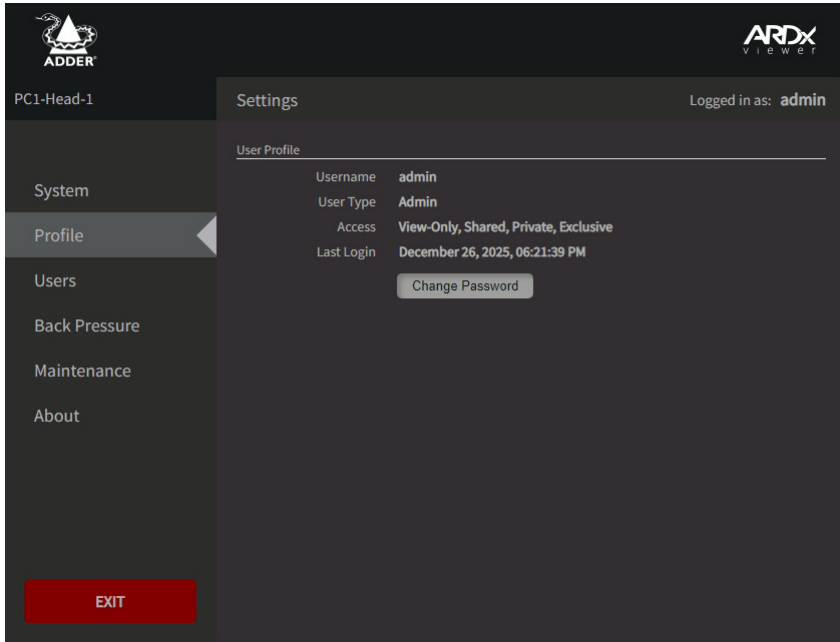 ADDER®
ARDx
viewer
PC1-Head-1
Settings
Logged in as: admin
System
Profile
Users
Back Pressure
Maintenance
About
EXIT
User Profile
Username admin
User Type Admin
Access View-Only, Shared, Private, Exclusive
Last Login December 26, 2025, 06:21:39 PM
Change Password